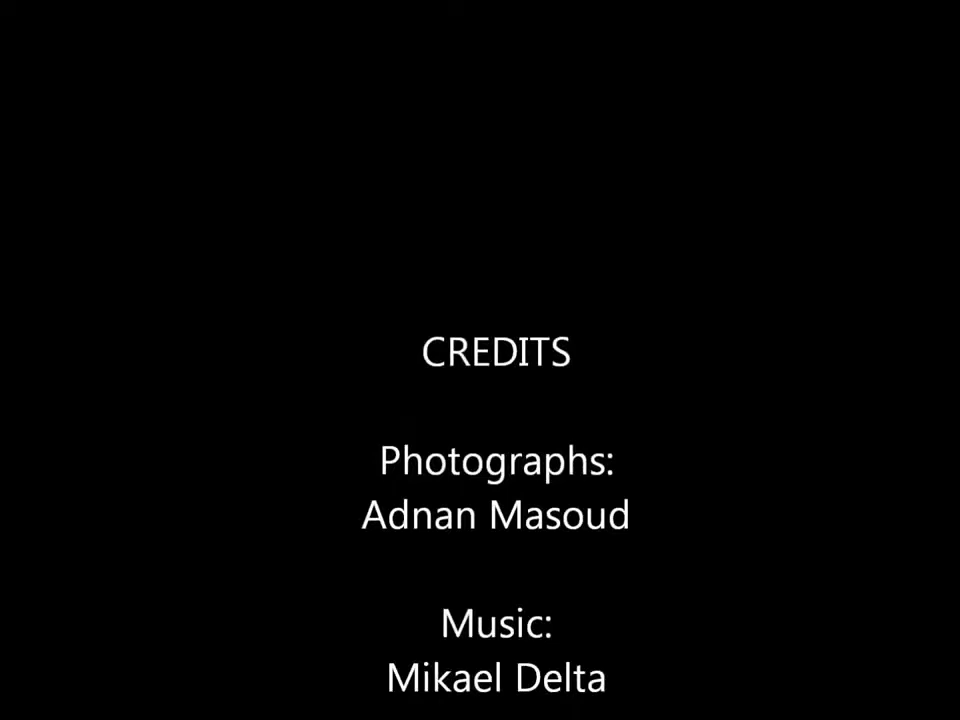 CREDITS
Photographs:
Adnan Masoud
Music:
Mikael Delta